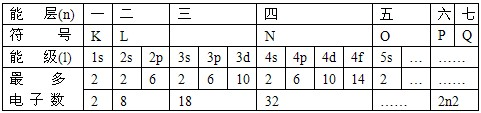 能 层(n) 一 二 三 四 五 六 七
符 号 K L N O P Q
能 级(l) 1s 2s 2p 3s 3p 3d 4s 4p 4d 4f 5s … ……
最 多 2 2 6 2 6 10 2 6 10 14 2 … ……
电 子 数 2 8 18 32 …… 2n2